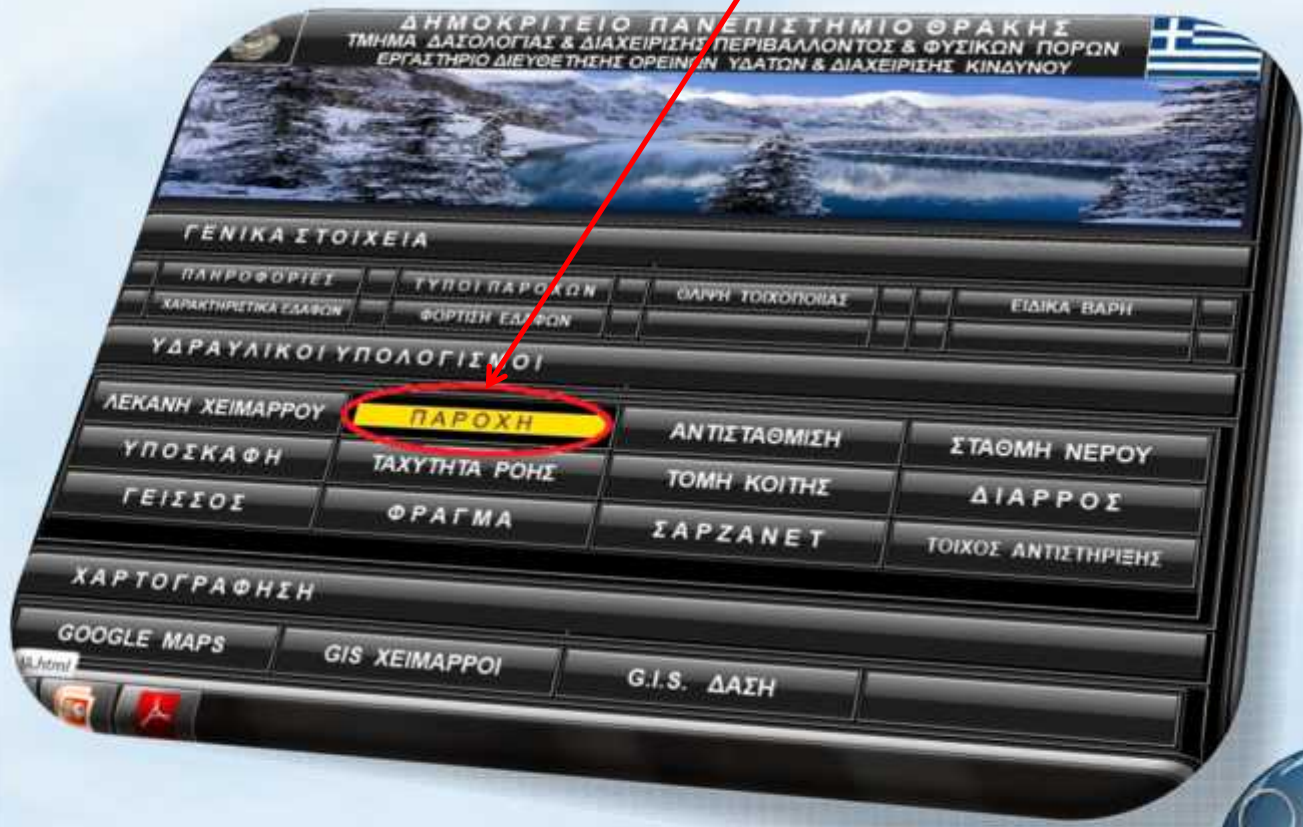 ΔΗΜΟΚΡΙΤΕΙΟ ΠΑΝΕΠΙΣΤΗΜΙΟ ΘΡΑΚΗΣ
ΤΜΗΜΑ ΔΑΣΟΛΟΓΙΑΣ & ΔΙΑΧΕΙΡΙΣΗΣ ΠΕΡΙΒΑΛΛΟΝΤΟΣ & ΦΥΣΙΚΩΝ ΠΟΡΩΝ
ΕΡΓΑΣΤΗΡΙΟ ΔΙΕΥΘΕΤΗΣΗΣ ΟΡΕΙΝΩΝ ΥΔΑΤΩΝ & ΔΙΑΧΕΙΡΙΣΗΣ ΚΙΝΔΥΝΟΥ
ΓΕΝΙΚΑ ΣΤΟΙΧΕΙΑ
ΠΛΗΡΟΦΟΡΙΕΣ ΤΥΠΟΙ ΠΑΡΟΧΩΝ ΘΛΙΨΗ ΤΟΙΧΟΠΟΙΙΑΣ ΕΙΔΙΚΑ ΒΑΡΗ
ΧΑΡΑΚΤΗΡΙΣΤΙΚΑ ΕΔΑΦΩΝ ΦΟΡΤΙΣΗ ΕΔΑΦΩΝ
ΥΔΡΑΥΛΙΚΟΙ ΥΠΟΛΟΓΙΣΜΟΙ
ΛΕΚΑΝΗ ΧΕΙΜΑΡΡΟΥ ΠΑΡΟΧΗ ΑΝΤΙΣΤΑΘΜΙΣΗ ΣΤΑΘΜΗ ΝΕΡΟΥ
ΥΠΟΣΚΑΦΗ ΤΑΧΥΤΗΤΑ ΡΟΗΣ ΤΟΜΗ ΚΟΙΤΗΣ ΔΙΑΡΡΟΣ
ΓΕΙΣΣΟΣ ΦΡΑΓΜΑ ΣΑΡΖΑΝΕΤ ΤΟΙΧΟΣ ΑΝΤΙΣΤΗΡΙΞΗΣ
ΧΑΡΤΟΓΡΑΦΗΣΗ
GOOGLE MAPS GIS ΧΕΙΜΑΡΡΟΙ G.I.S. ΔΑΣΗ